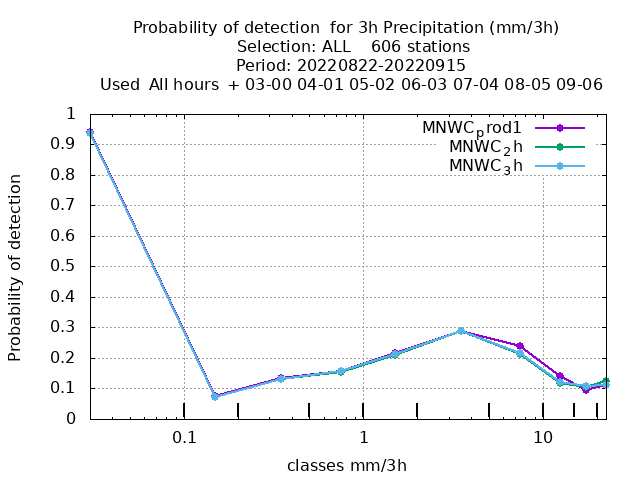 Probability of detection  for 3h Precipitation (mm/3h)
Selection: ALL    606 stations
Period: 20220822-20220915
Used  All hours  + 03-00 04-01 05-02 06-03 07-04 08-05 09-06
MNWCprod1
MNWC2h
MNWC3h
1
0.9
0.8
0.7
0.6
0.5
0.4
0.3
0.2
0.1
0
Probability of detection
0.1 1 10
classes mm/3h